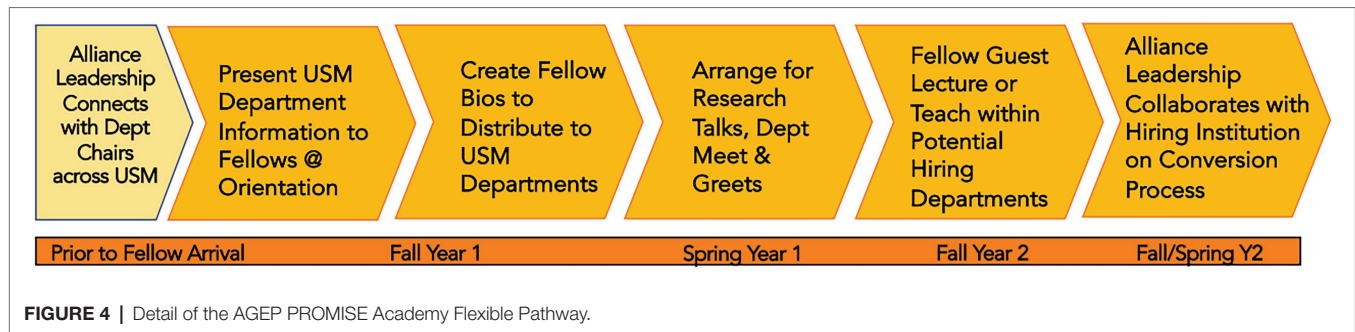 Alliance
Leadership
Connects
with Dept
Chairs
across USM
Present USM
Department
Information to
Fellows @
Orientation
Create Fellow
Bios to
Distribute to
USM
Departments
Arrange for
Research
Talks, Dept
Meet &
Greets
Fellow Guest
Lecture or
Teach within
Potential
Hiring
Departments
Alliance
Leadership
Collaborates with
Hiring Institution
on Conversion
Process
Prior to Fellow Arrival
Fall Year 1
Spring Year 1
Fall Year 2
Fall/Spring Y2
FIGURE 4 | Detail of the AGEP PROMISE Academy Flexible Pathway.